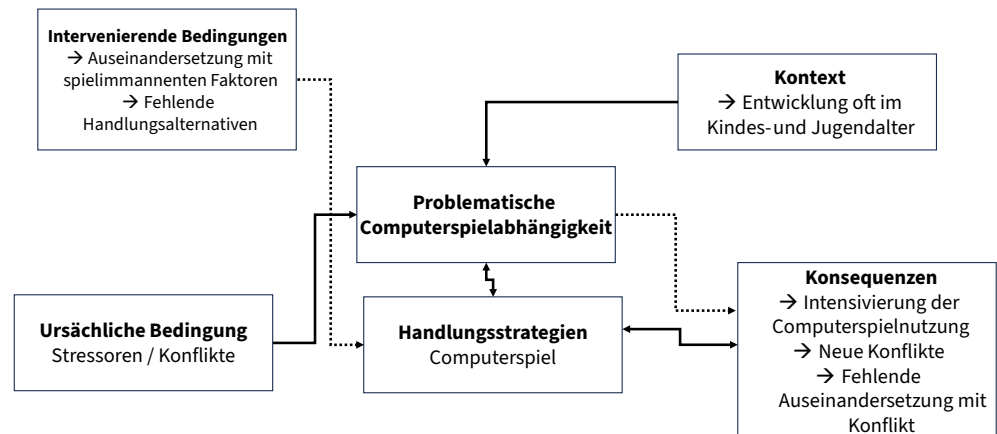 Intervenierende Bedingungen
→ Auseinandersetzung mit
spielimmannenten Faktoren
→ Fehlende
Handlungsalternativen
Kontext
→ Entwicklung oft im
Kindes-und Jugendalter
Problematische
Computerspielabhängigkeit
Ursächliche Bedingung
Stressoren / Konflikte
Handlungsstrategien
Computerspiel
Konsequenzen
→ Intensivierung der
Computerspielnutzung
→ Neue Konflikte
→ Fehlende
Auseinandersetzung mit
Konflikt